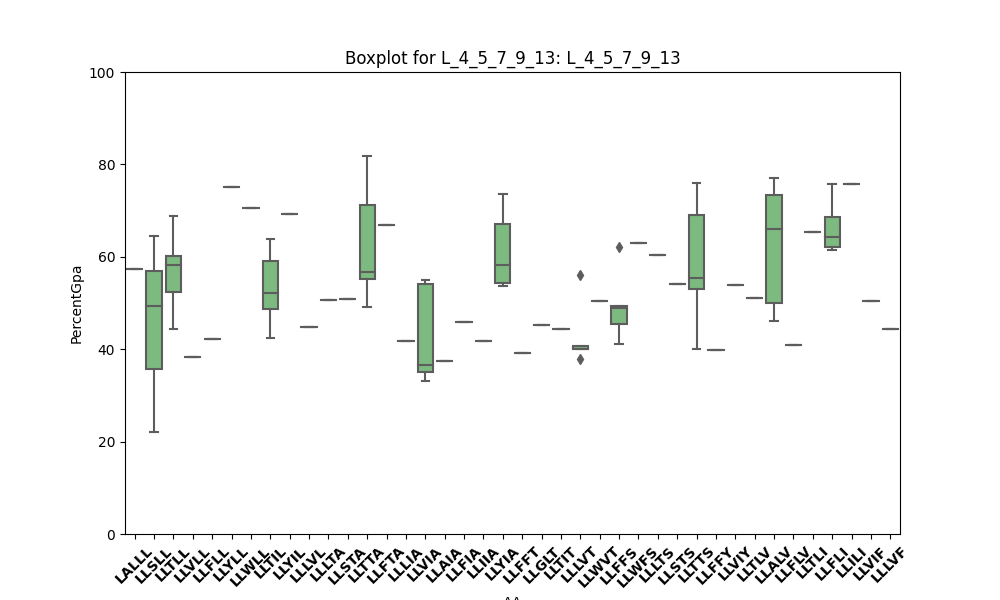 Boxplot for L_4_5_7_9_13: L_4_5_7_9_13
100
80
60
40
20
0
PercentGpa
LALLL LLSLL LLTLL LLVLL LLFLL LLYLL LLWLL LLTIL LLYIL LLLVL LLLTA LLSTA LLTTA LLFTA LLLIA LLVIA LLAIA LLFIA LLIIA LLYIA LLFFT LLGLT LLTIT LLLVT LLWVT LLFFS LLWFS LLLTS LLSTS LLTTS LLFFY LLVIY LLTLV LLALV LLFLV LLTLI LLFLI LLILI LLVIF LLLVF